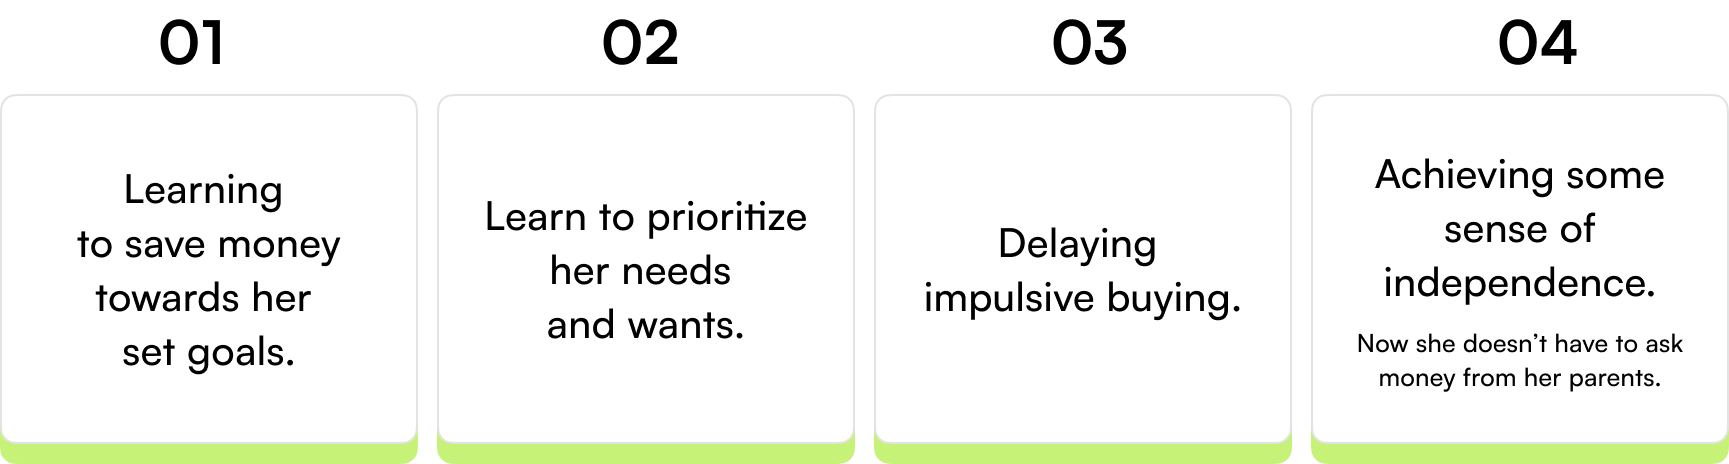 01
Learning
to save money
towards her
set goals.
02
Learn to prioritize
her needs
and wants.
03
Delaying
impulsive buying.
04
Achieving some
sense of
independence.
Now she doesn’t have to ask
money from her parents.